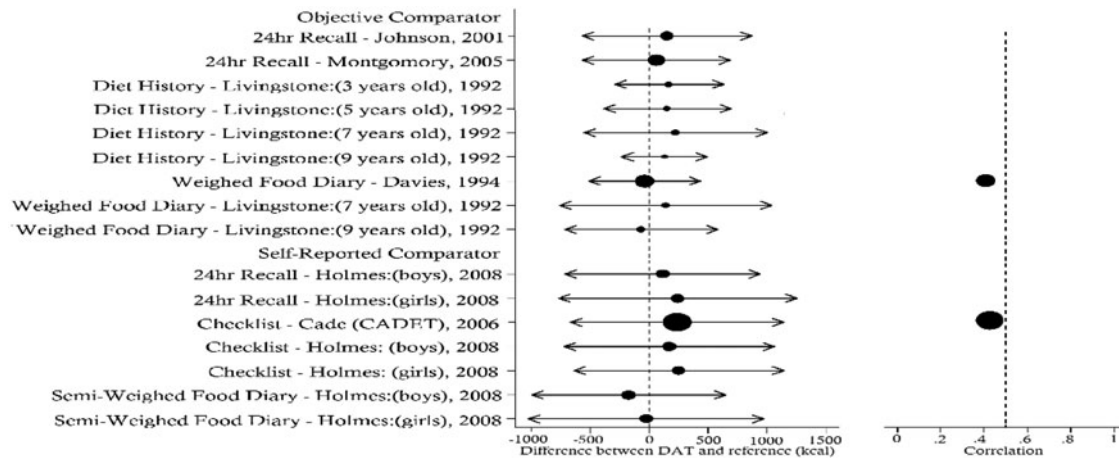 Objective Comparator
24hr Recall - Johnson, 2001
24hr Recall - Montgomory, 2005
Diet History - Livingstone:(3 years old), 1992
Diet History - Livingstone:(5 years old), 1992
Diet History - Livingstone:(7 years old), 1992
Diet History - Livingstone:(9 years old), 1992
Weighed Food Diary - Davies, 1994
Weighed Food Diary - Livingstone:(7 years old), 1992
Weighed Food Diary - Livingstone:(9 years old), 1992
Self-Reported Comparator
24hr Recall - Holmes:(boys), 2008
24hr Recall - Holmes:(girls), 2008
Checklist - Cade (CADET), 2006
Checklist - Holmes: (boys), 2008
Checklist - Holmes: (girls), 2008
Semi-Weighed Food Diary - Holmes:(boys), 2008
Semi-Weighed Food Diary - Holmes:(girls), 2008
-1000 -500 0 500 1000 1500
Difference between DAT and reference (kcal)
0 .2 .4 .6 .8 1
Correlation